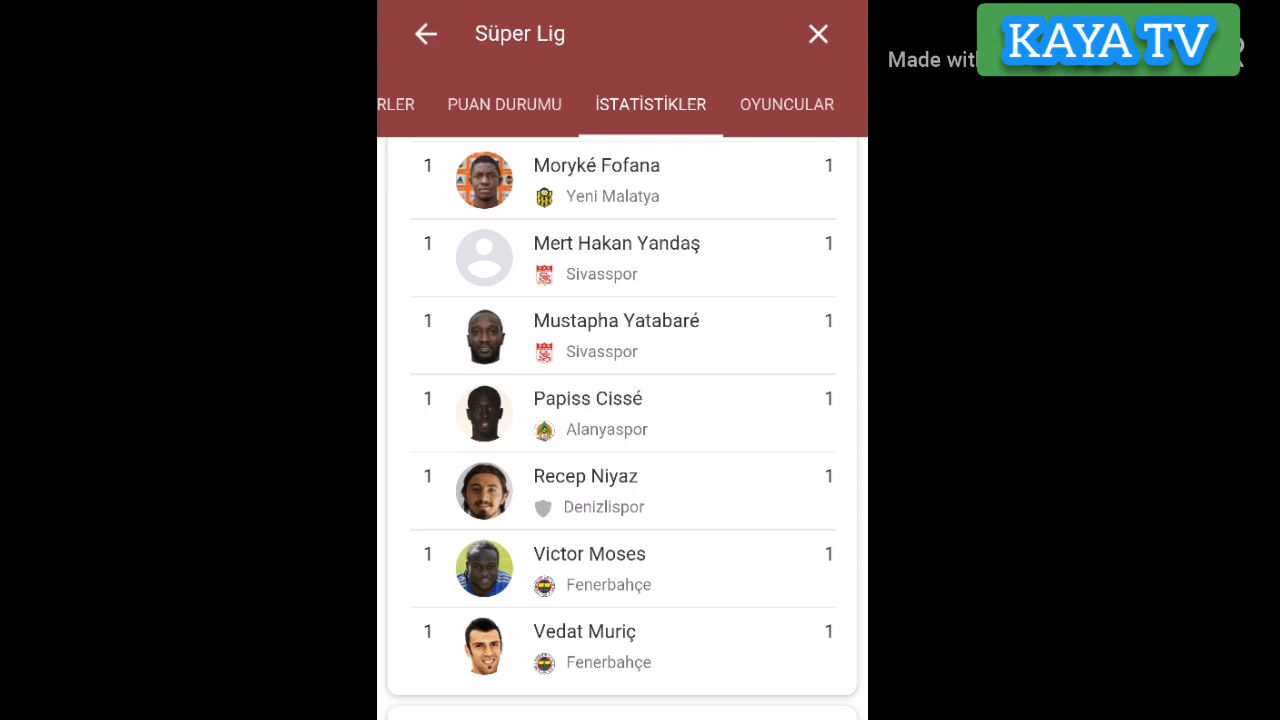 Süper Lig
KAYA TV
Made with
RLER PUAN DURUMU İSTATİSTİKLER OYUNCULAR
1 Moryké Fofana 1
Yeni Malatya
1 Mert Hakan Yandaş 1
Sivasspor
1 Mustapha Yatabaré 1
Sivasspor
1 Papiss Cissé 1
Alanyaspor
1 Recep Niyaz 1
Denizlispor
1 Victor Moses 1
Fenerbahçe
1 Vedat Muriç 1
Fenerbahçe